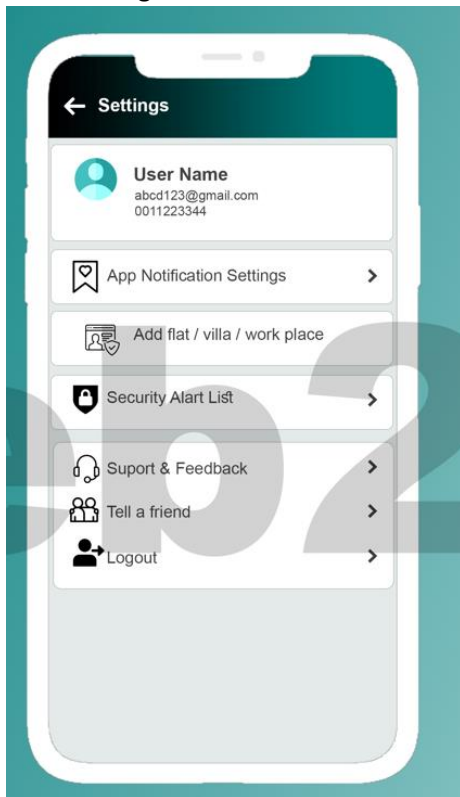 Settings
User Name
abcd123@gmail.com
0011223344
App Notification Settings
Add flat / villa / work place
Security Alart List
Suport & Feedback
Tell a friend
Logout
eb2